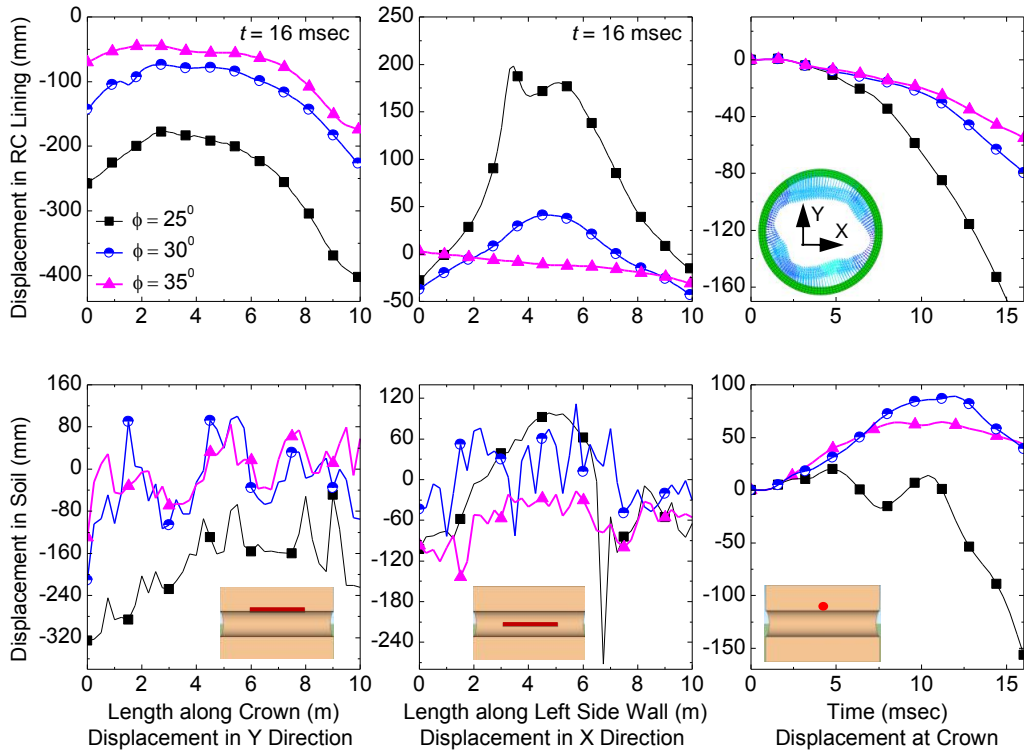 Displacement in RC Lining (mm)
0
-100
-200
-300
-400
t = 16 msec
ϕ = 25⁰
ϕ = 30⁰
ϕ = 35⁰
0 2 4 6 8 10
250
200
150
100
50
0
50
t = 16 msec
0 2 4 6 8 10
0
-40
-80
-120
-160
Y
X
0 5 10 15
Displacement in Soil (mm)
160
80
0
-80
-160
-240
-320
0 2 4 6 8 10
Length along Crown (m)
Displacement in Y Direction
120
60
0
-60
-120
-180
-240
0 2 4 6 8 10
Length along Left Side Wall (m)
Displacement in X Direction
100
50
0
-50
-100
-150
0 5 10 15
Time (msec)
Displacement at Crown